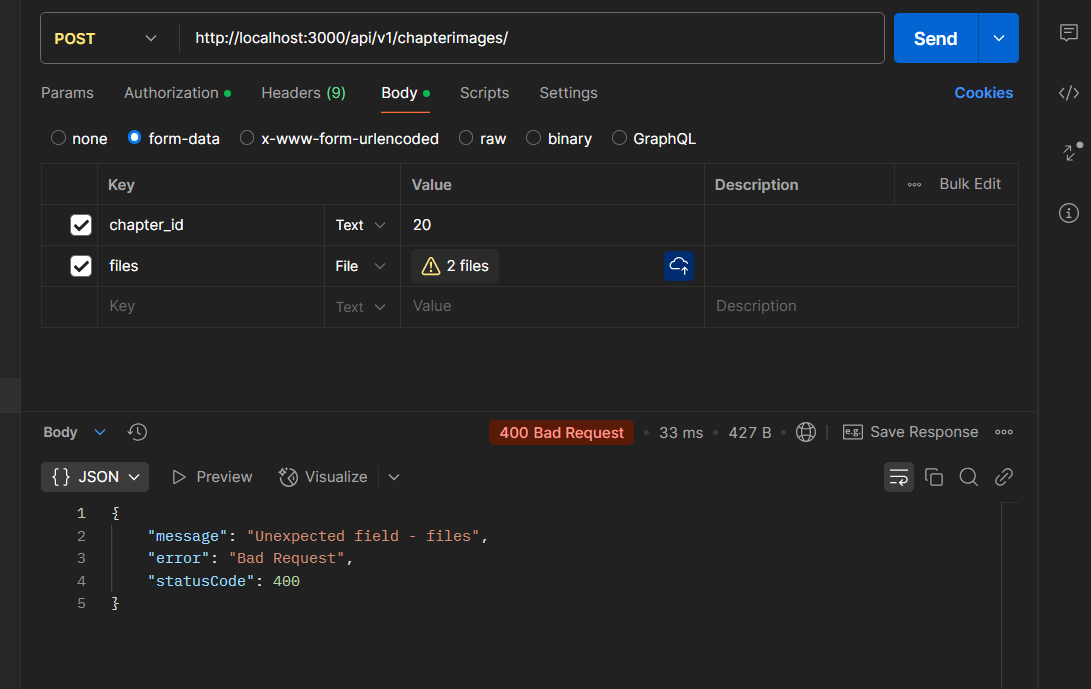 POST http://localhost:3000/api/v1/chapterimages/ Send
Params Authorization Headers (9) Body Scripts Settings Cookies
none form-data x-www-form-urlencoded raw binary GraphQL
Key Value Description Bulk Edit
chapter_id Text 20
files File 2 files
Key Text Value Description
Body 400 Bad Request 33 ms 427 B e.g. Save Response
{ } JSON Preview Visualize
1 {
2 "message": "Unexpected field - files",
3 "error": "Bad Request",
4 "statusCode": 400
5 }